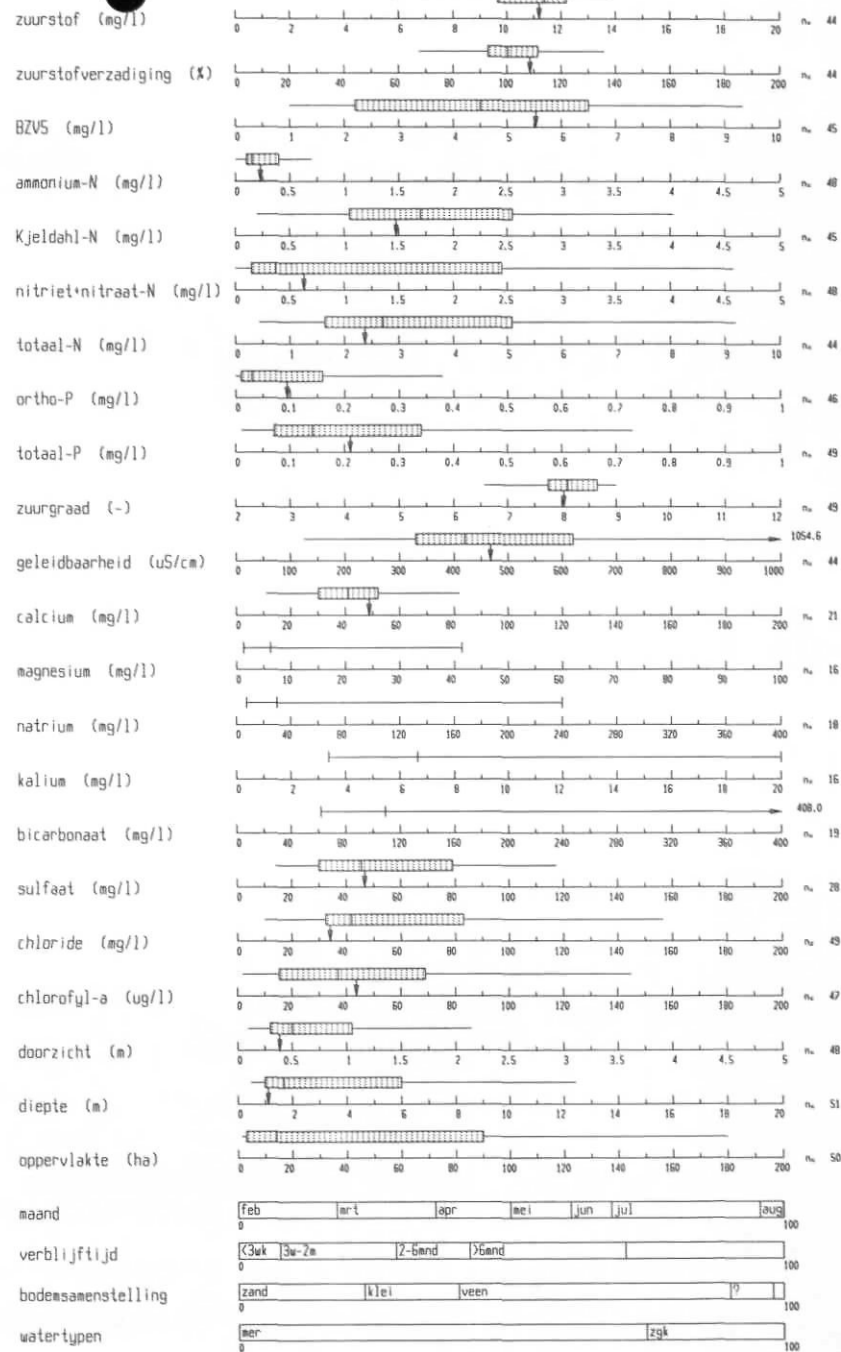 zuurstof (mg/l) 0 2 4 6 8 10 12 14 16 18 20 n= 44
zuurstofverzadiging (%) 0 20 40 60 80 100 120 140 160 180 200 n= 44
BZV5 (mg/l) 0 1 2 3 4 5 6 7 8 9 10 n= 45
ammonium-N (mg/l) 0 0.5 1 1.5 2 2.5 3 3.5 4 4.5 5 n= 48
Kjeldahl-N (mg/l) 0 0.5 1 1.5 2 2.5 3 3.5 4 4.5 5 n= 45
nitriet+nitraat-N (mg/l) 0 0.5 1 1.5 2 2.5 3 3.5 4 4.5 5 n= 48
totaal-N (mg/l) 0 1 2 3 4 5 6 7 8 9 10 n= 44
ortho-P (mg/l) 0 0.1 0.2 0.3 0.4 0.5 0.6 0.7 0.8 0.9 1 n= 46
totaal-P (mg/l) 0 0.1 0.2 0.3 0.4 0.5 0.6 0.7 0.8 0.9 1 n= 49
zuurgraad (-) 2 3 4 5 6 7 8 9 10 11 12 n= 49
1054.6
geleidbaarheid (uS/cm) 0 100 200 300 400 500 600 700 800 900 1000 n= 44
calcium (mg/l) 0 20 40 60 80 100 120 140 160 180 200 n= 21
magnesium (mg/l) 0 10 20 30 40 50 60 70 80 90 100 n= 16
natrium (mg/l) 0 40 80 120 160 200 240 280 320 360 400 n= 18
kalium (mg/l) 0 2 4 6 8 10 12 14 16 18 20 n= 16
408.0
bicarbonaat (mg/l) 0 40 80 120 160 200 240 280 320 360 400 n= 19
sulfaat (mg/l) 0 20 40 60 80 100 120 140 160 180 200 n= 28
chloride (mg/l) 0 20 40 60 80 100 120 140 160 180 200 n= 49
chlorofyl-a (ug/l) 0 20 40 60 80 100 120 140 160 180 200 n= 47
doorzicht (m) 0 0.5 1 1.5 2 2.5 3 3.5 4 4.5 5 n= 48
diepte (m) 0 2 4 6 8 10 12 14 16 18 20 n= 51
oppervlakte (ha) 0 20 40 60 80 100 120 140 160 180 200 n= 50
maand feb mrt apr mei jun jul aug
0 100
verblijftijd <3wk 3w-2m 2-6mnd >6mnd
0 100
bodemsamenstelling zand klei veen ?
0 100
watertypen mer zgk
0 100